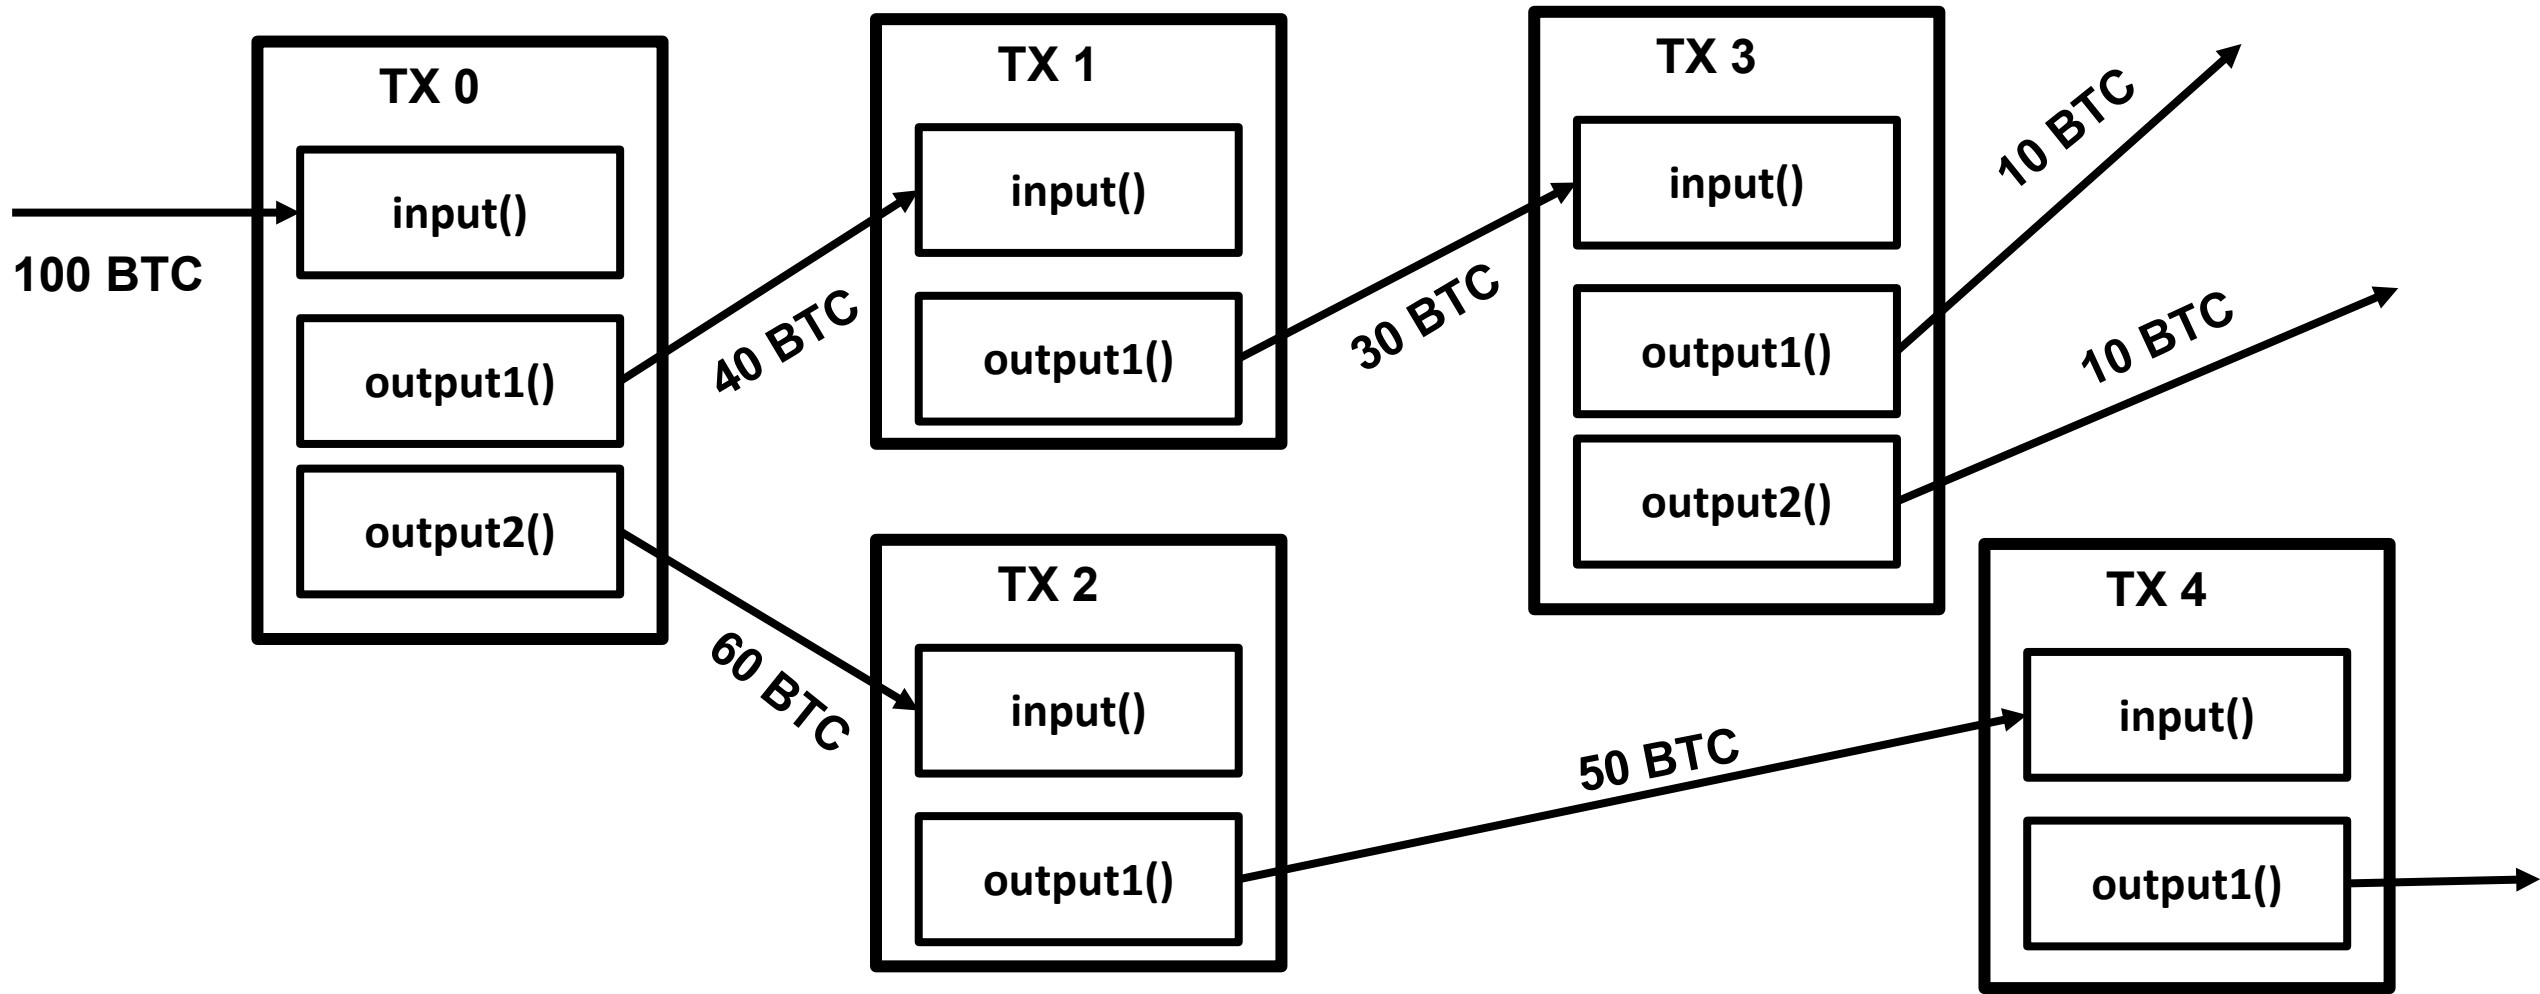 TX 0
input()
output1()
output2()
100 BTC
40 BTC
60 BTC
TX 1
input()
output1()
30 BTC
TX 2
input()
output1()
50 BTC
TX 3
input()
output1()
output2()
10 BTC
10 BTC
TX 4
input()
output1()